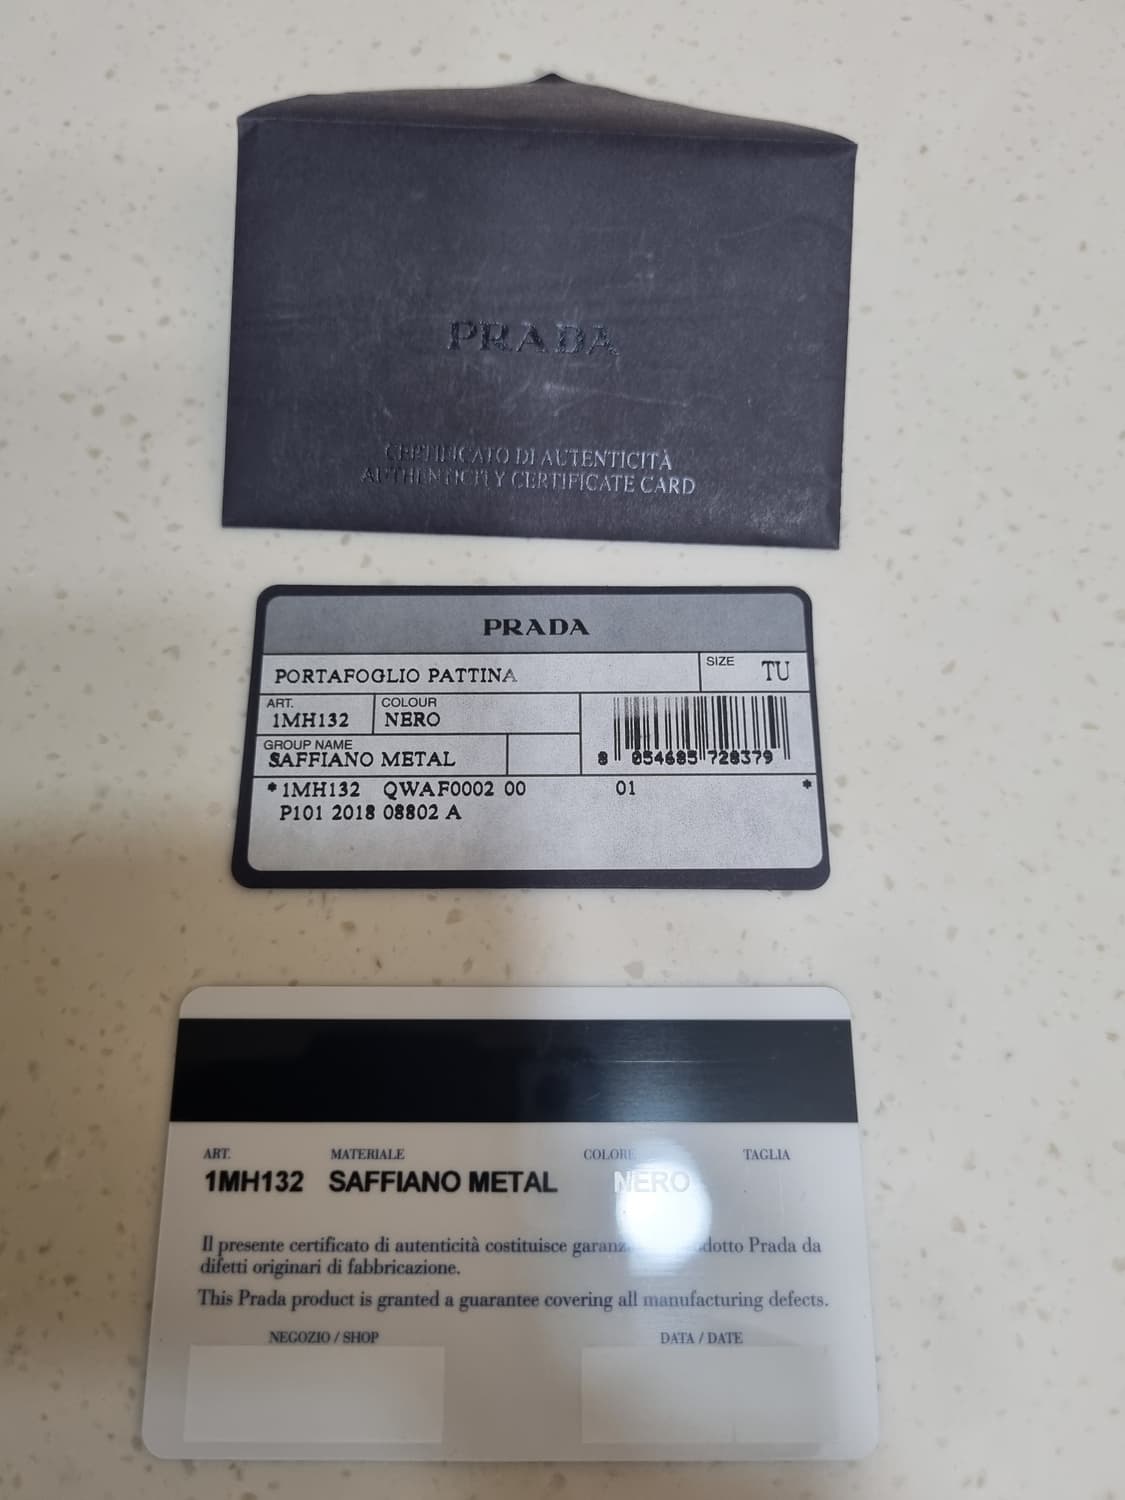 PRADA
CERTIFICATO DI AUTENTICITÀ
AUTHENTICITY CERTIFICATE CARD
PRADA
PORTAFOGLIO PATTINA
SIZE TU
ART. COLOUR
1MH132 NERO
GROUP NAME
SAFFIANO METAL
8 054685 728379
*1MH132 QWAF0002 00 01 *
P101 2018 08802 A
ART. MATERIALE COLORE TAGLIA
1MH132 SAFFIANO METAL NERO
Il presente certificato di autenticità costituisce Prada da
difetti originari di fabbricazione.
This Prada product is granted a guarantee covering all manufacturing defects.
NEGOZIO / SHOP DATA / DATE